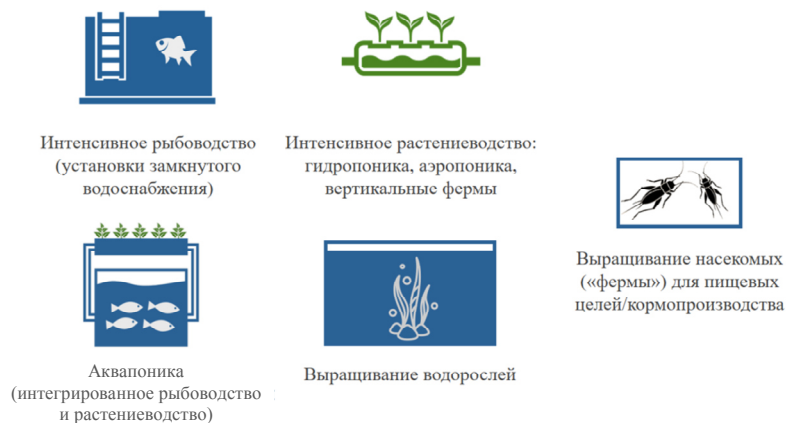 Интенсивное рыбоводство
(установки замкнутого
водоснабжения)
Интенсивное растениеводство:
гидропоника, аэропоника,
вертикальные фермы
Выращивание насекомых
(«фермы») для пищевых
целей/кормопроизводства
Аквапоника
(интегрированное рыбоводство
и растениеводство)
Выращивание водорослей